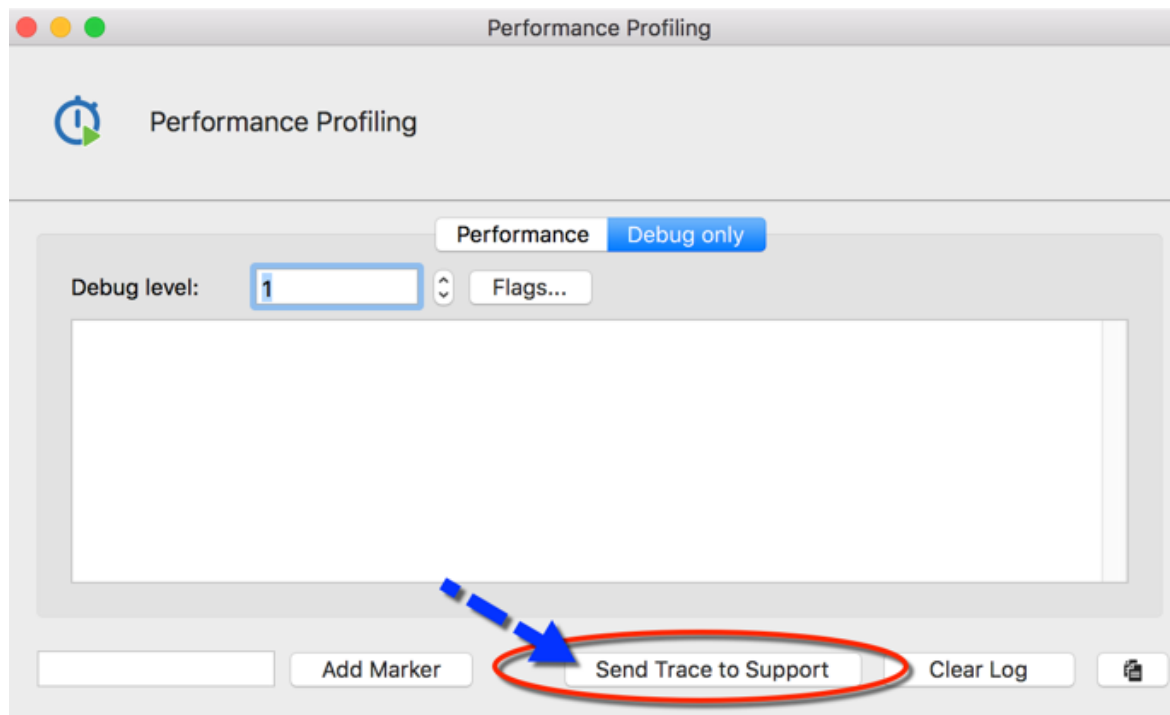 Performance Profiling
Performance Profiling
Performance Debug only
Debug level: 1 Flags...
Add Marker Send Trace to Support Clear Log